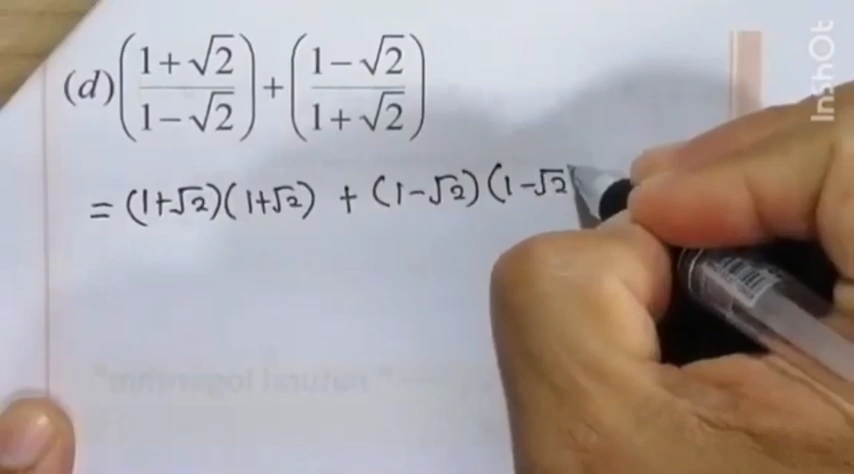 (d) ((1+√2)/(1−√2)) + ((1−√2)/(1+√2))
= (1+√2)(1+√2) + (1−√2)(1−√2
InShOt